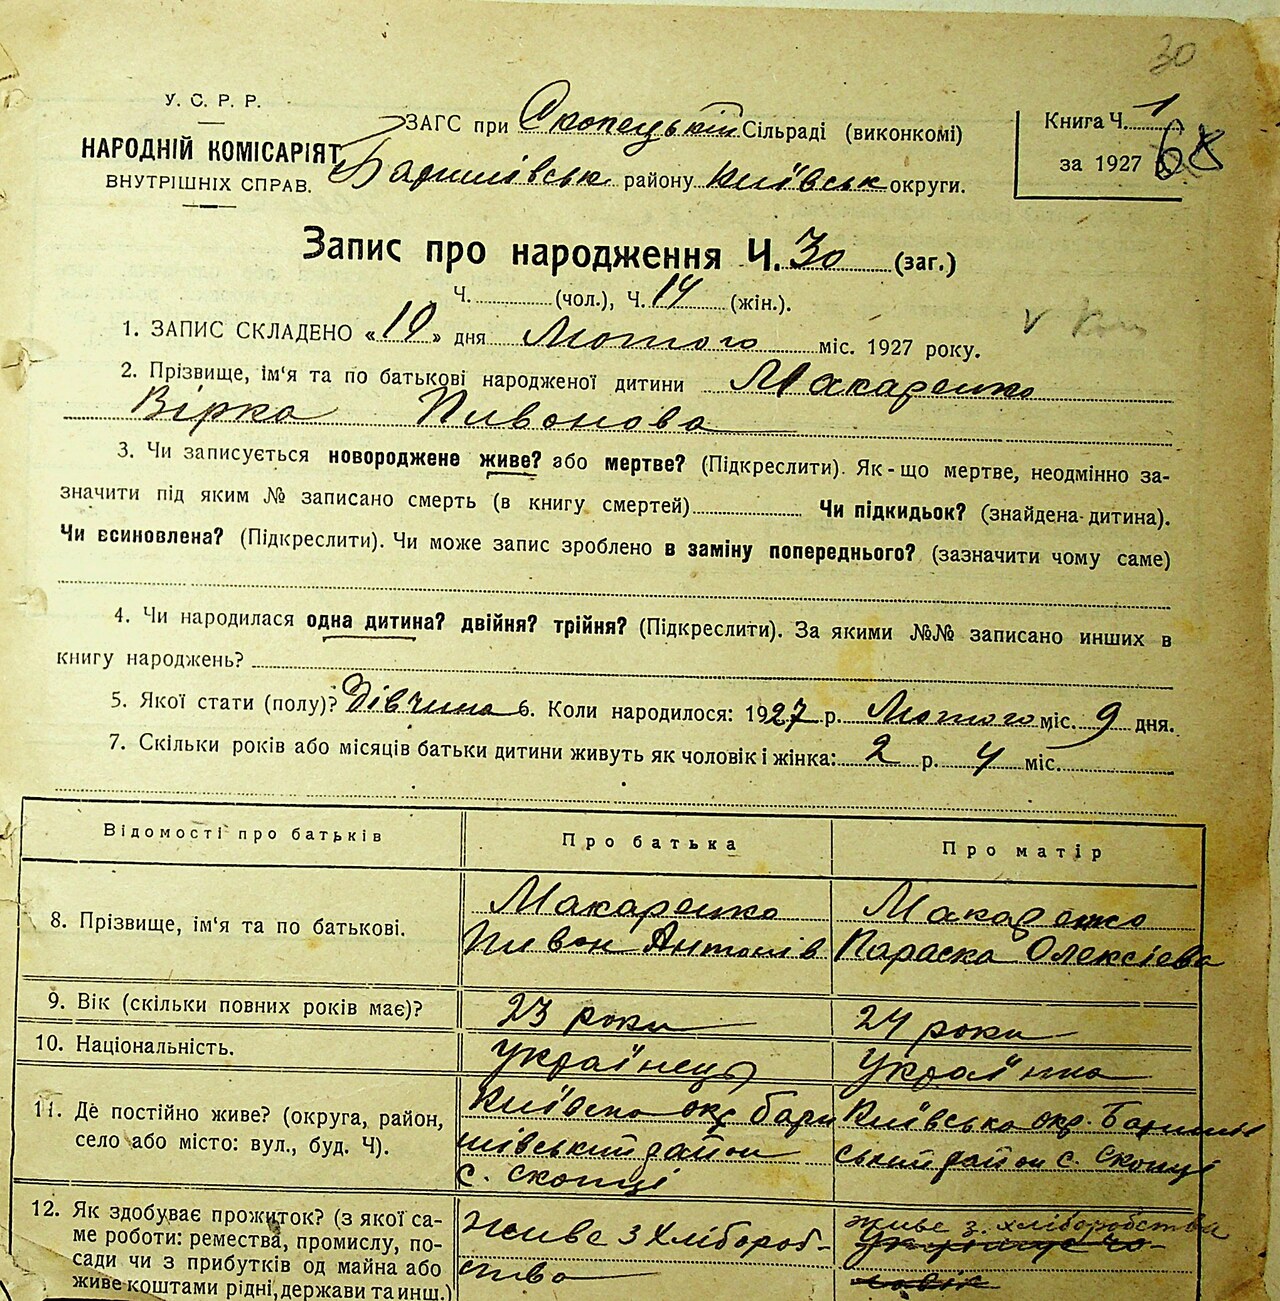 30
У. С. Р. Р.
НАРОДНІЙ КОМІСАРІЯТ
ВНУТРІШНІХ СПРАВ.
ЗАГС при Скопецькій Сільраді (виконкомі)
Баришівськ району Київськ округи.
Книга Ч. 1
за 1927 68
Запис про народження Ч. 30 (заг.)
Ч. (чол.), Ч. 14 (жін.).
1. ЗАПИС СКЛАДЕНО «10» дня Лютого міс. 1927 року.
2. Прізвище, ім'я та по батькові народженої дитини Макаренко
Вірка Пивонова
3. Чи записується новороджене живе? або мертве? (Підкреслити). Як-що мертве, неодмінно за-
значити під яким № записано смерть (в книгу смертей) Чи підкидьок? (знайдена дитина).
Чи всиновлена? (Підкреслити). Чи може запис зроблено в заміну попереднього? (зазначити чому саме)
4. Чи народилася одна дитина? двійня? трійня? (Підкреслити). За якими №№ записано инших в
книгу народжень?
5. Якої стати (полу)? Дівчина 6. Коли народилося: 1927 р. Лютого міс. 9 дня.
7. Скільки років або місяців батьки дитини живуть як чоловік і жінка: 2 р. 4 міс.
Відомості про батьків
Про батька
Про матір
8. Прізвище, ім'я та по батькові.
Макаренко
Пивон Антонів
Макаренко
Параска Олексієва
9. Вік (скільки повних років має)?
23 роки
24 роки
10. Національність.
Українець
Українка
11. Де постійно живе? (округа, район,
село або місто: вул., буд. Ч).
Київська окр. Бари
шівський район
с. Скопці
Київська окр. Баришів
ський район с. Скопці
12. Як здобуває прожиток? (з якої са-
ме роботи: ремества, промислу, по-
сади чи з прибутків од майна або
живе коштами рідні, держави та инш.)
живе з Хлібороб-
ства
живе з хліборобства
чо-
ловік